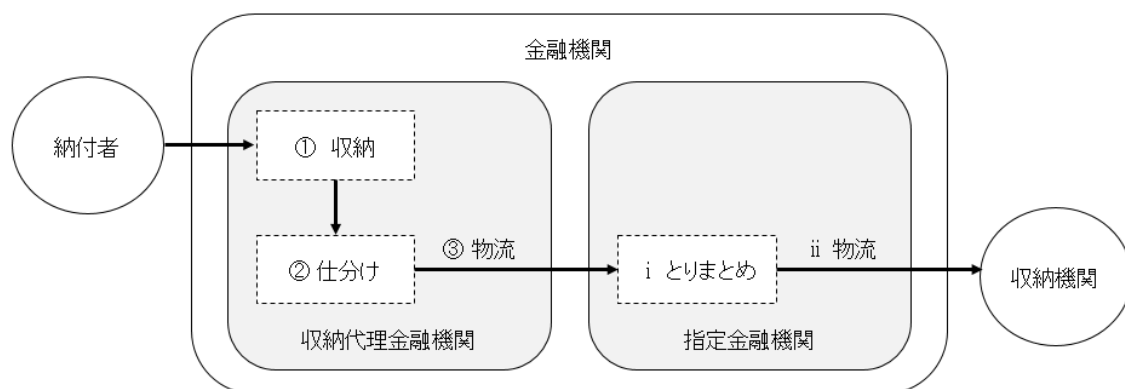 金融機関
納付者
① 収納
② 仕分け
③ 物流
収納代理金融機関
ⅰ とりまとめ
ⅱ 物流
指定金融機関
収納機関